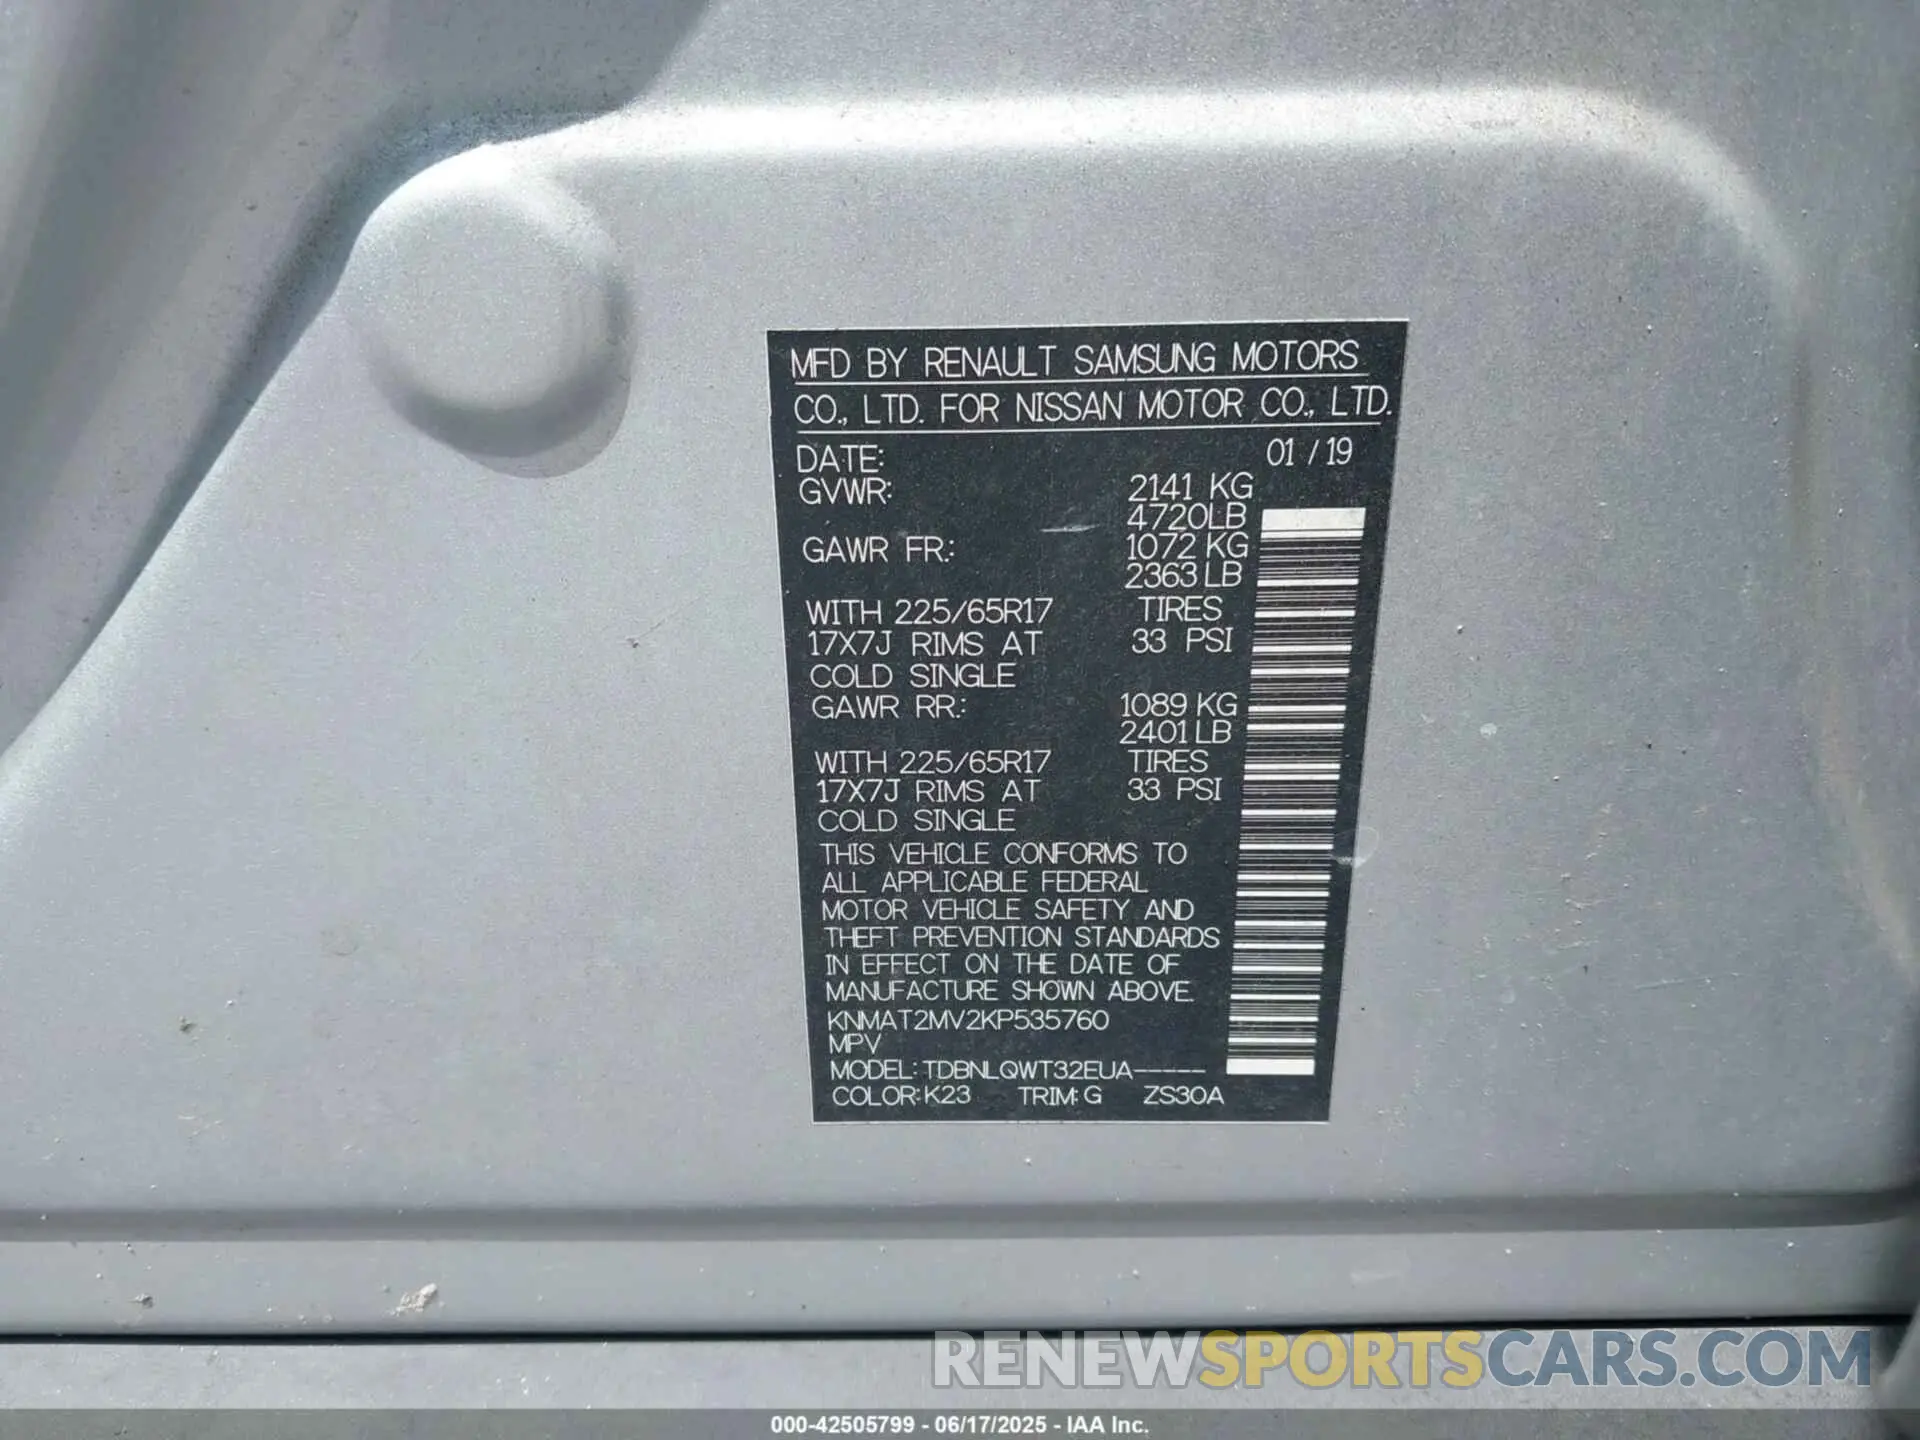 MFD BY RENAULT SAMSUNG MOTORS
CO., LTD. FOR NISSAN MOTOR CO., LTD.
DATE: 01 / 19
GVWR: 2141 KG
4720LB
GAWR FR.: 1072 KG
2363 LB
WITH 225/65R17 TIRES
17X7J RIMS AT 33 PSI
COLD SINGLE
GAWR RR.: 1089 KG
2401 LB
WITH 225/65R17 TIRES
17X7J RIMS AT 33 PSI
COLD SINGLE
THIS VEHICLE CONFORMS TO
ALL APPLICABLE FEDERAL
MOTOR VEHICLE SAFETY AND
THEFT PREVENTION STANDARDS
IN EFFECT ON THE DATE OF
MANUFACTURE SHOWN ABOVE.
KNMAT2MV2KP535760
MPV
MODEL: TDBNLQWT32EUA-----
COLOR: K23 TRIM: G ZS30A
RENEWSPORTSCARS.COM
000-42505799 - 06/17/2025 - IAA Inc.